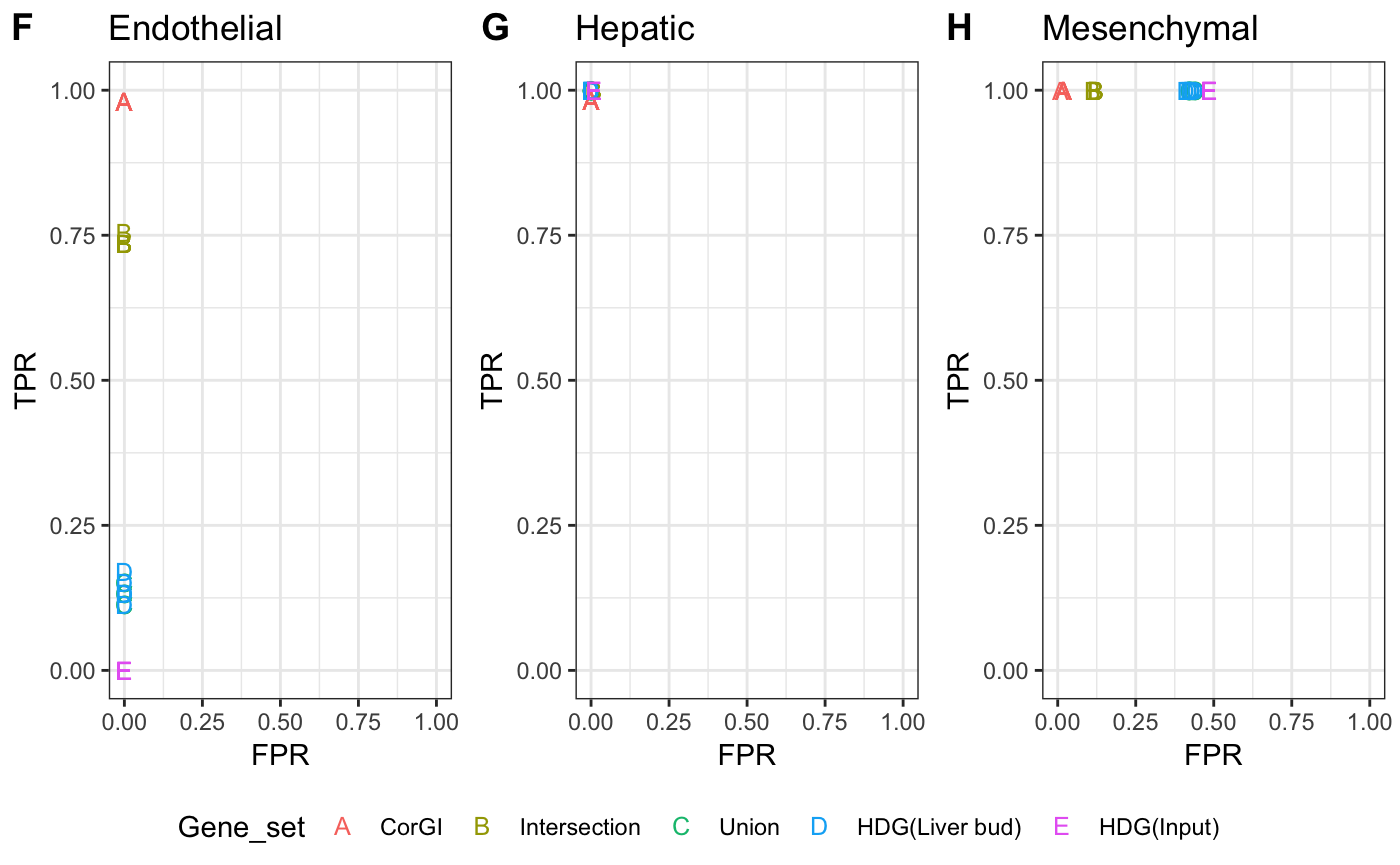 F Endothelial
G Hepatic
H Mesenchymal
TPR
1.00
0.75
0.50
0.25
0.00
A
B
B
D
D
E
0.00 0.25 0.50 0.75 1.00
FPR
TPR
1.00
0.75
0.50
0.25
0.00
A
E
0.00 0.25 0.50 0.75 1.00
FPR
TPR
1.00
0.75
0.50
0.25
0.00
A B D E
0.00 0.25 0.50 0.75 1.00
FPR
Gene_set A CorGI B Intersection C Union D HDG(Liver bud) E HDG(Input)